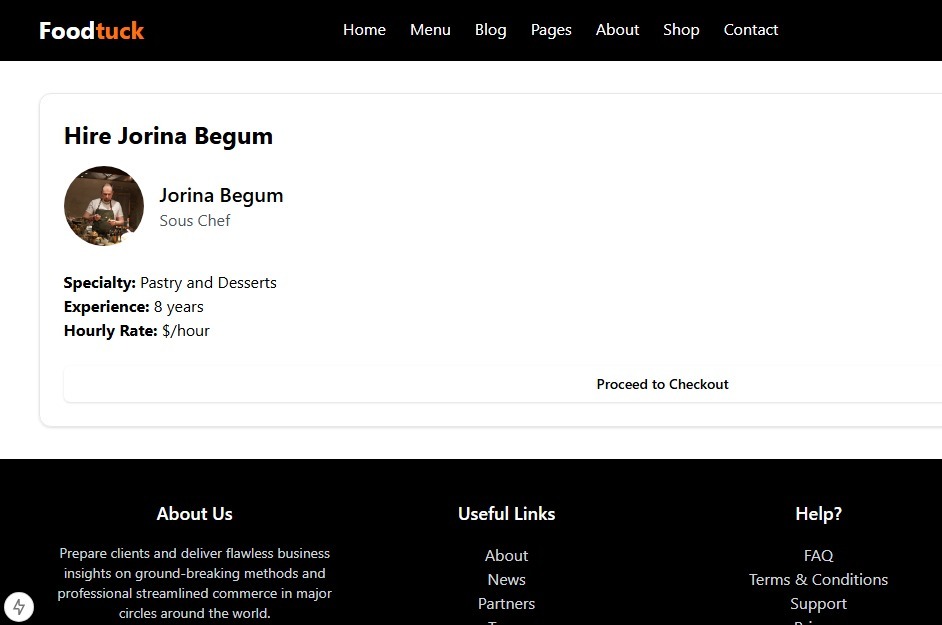 Foodtuck
Home Menu Blog Pages About Shop Contact
Hire Jorina Begum
Jorina Begum
Sous Chef
Specialty: Pastry and Desserts
Experience: 8 years
Hourly Rate: $/hour
Proceed to Checkout
About Us
Prepare clients and deliver flawless business
insights on ground-breaking methods and
professional streamlined commerce in major
circles around the world.
Useful Links
About
News
Partners
Help?
FAQ
Terms & Conditions
Support